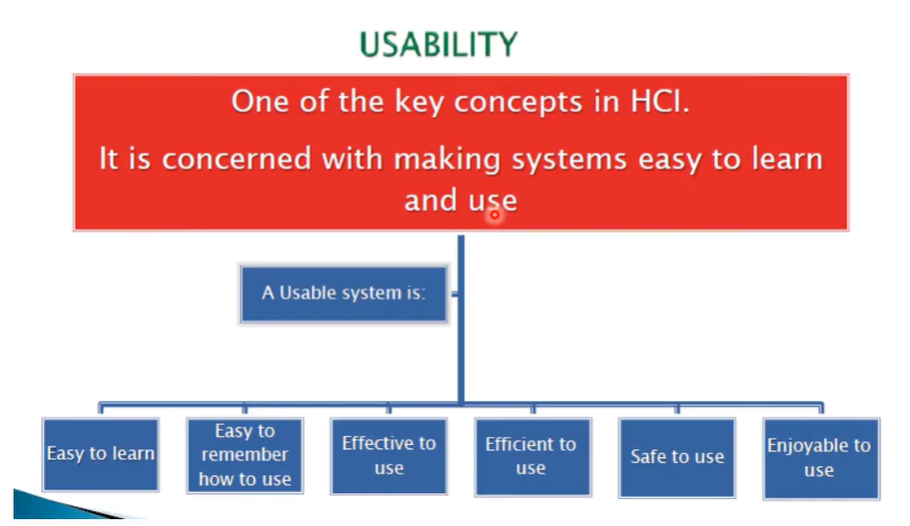 USABILITY
One of the key concepts in HCI.
It is concerned with making systems easy to learn
and use
A Usable system is:
Easy to learn
Easy to
remember
how to use
Effective to
use
Efficient to
use
Safe to use
Enjoyable to
use